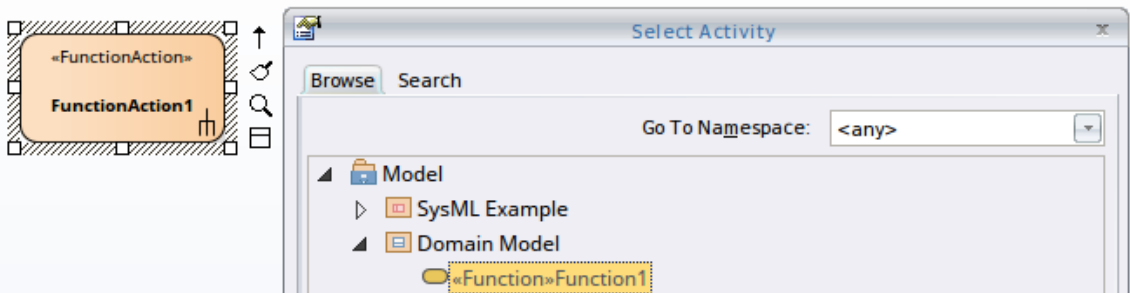 «FunctionAction»
FunctionAction1
Select Activity
Browse Search
Go To Namespace: <any>
Model
SysML Example
Domain Model
«Function»Function1